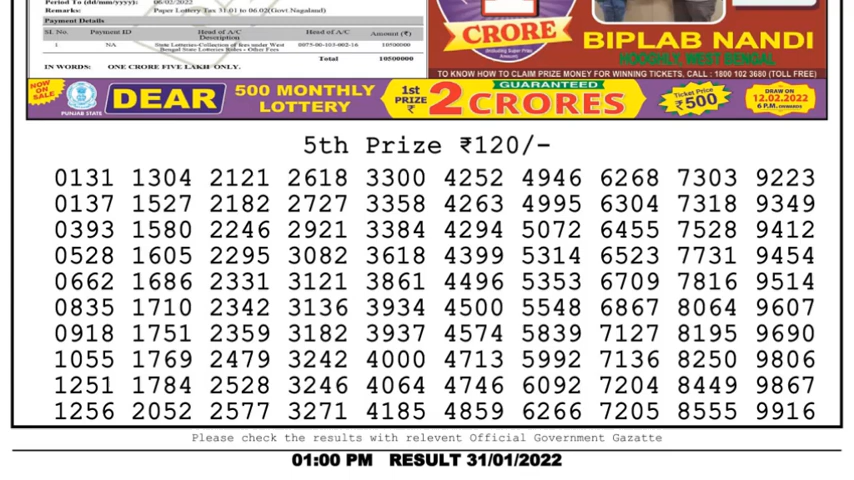 Period To (dd/mm/yyyy): 06/02/2022
Remarks: Paper Lottery Tax 31.01 to 06.02(Govt.Nagaland)
Payment Details
SI. No. Payment ID Head of A/C Description Head of A/C Amount (₹)
1 NA State Lotteries-Collection of fees under West Bengal State Lotteries Rules - Other Fees 0075-00-103-002-16 10500000
Total 10500000
IN WORDS: ONE CRORE FIVE LAKH ONLY.
1
CRORE
(Including Super Prize Amount)
BIPLAB NANDI
HOOGHLY, WEST BENGAL
TO KNOW HOW TO CLAIM PRIZE MONEY FOR WINNING TICKETS, CALL : 1800 102 3680 (TOLL FREE)
NOW ON SALE
PUNJAB STATE
DEAR
500 MONTHLY
LOTTERY
1st PRIZE ₹
GUARANTEED
2 CRORES
Ticket Price ₹500
DRAW ON
12.02.2022
6 P.M. ONWARDS
5th Prize ₹120/-
0131 1304 2121 2618 3300 4252 4946 6268 7303 9223
0137 1527 2182 2727 3358 4263 4995 6304 7318 9349
0393 1580 2246 2921 3384 4294 5072 6455 7528 9412
0528 1605 2295 3082 3618 4399 5314 6523 7731 9454
0662 1686 2331 3121 3861 4496 5353 6709 7816 9514
0835 1710 2342 3136 3934 4500 5548 6867 8064 9607
0918 1751 2359 3182 3937 4574 5839 7127 8195 9690
1055 1769 2479 3242 4000 4713 5992 7136 8250 9806
1251 1784 2528 3246 4064 4746 6092 7204 8449 9867
1256 2052 2577 3271 4185 4859 6266 7205 8555 9916
Please check the results with relevent Official Government Gazatte
01:00 PM RESULT 31/01/2022